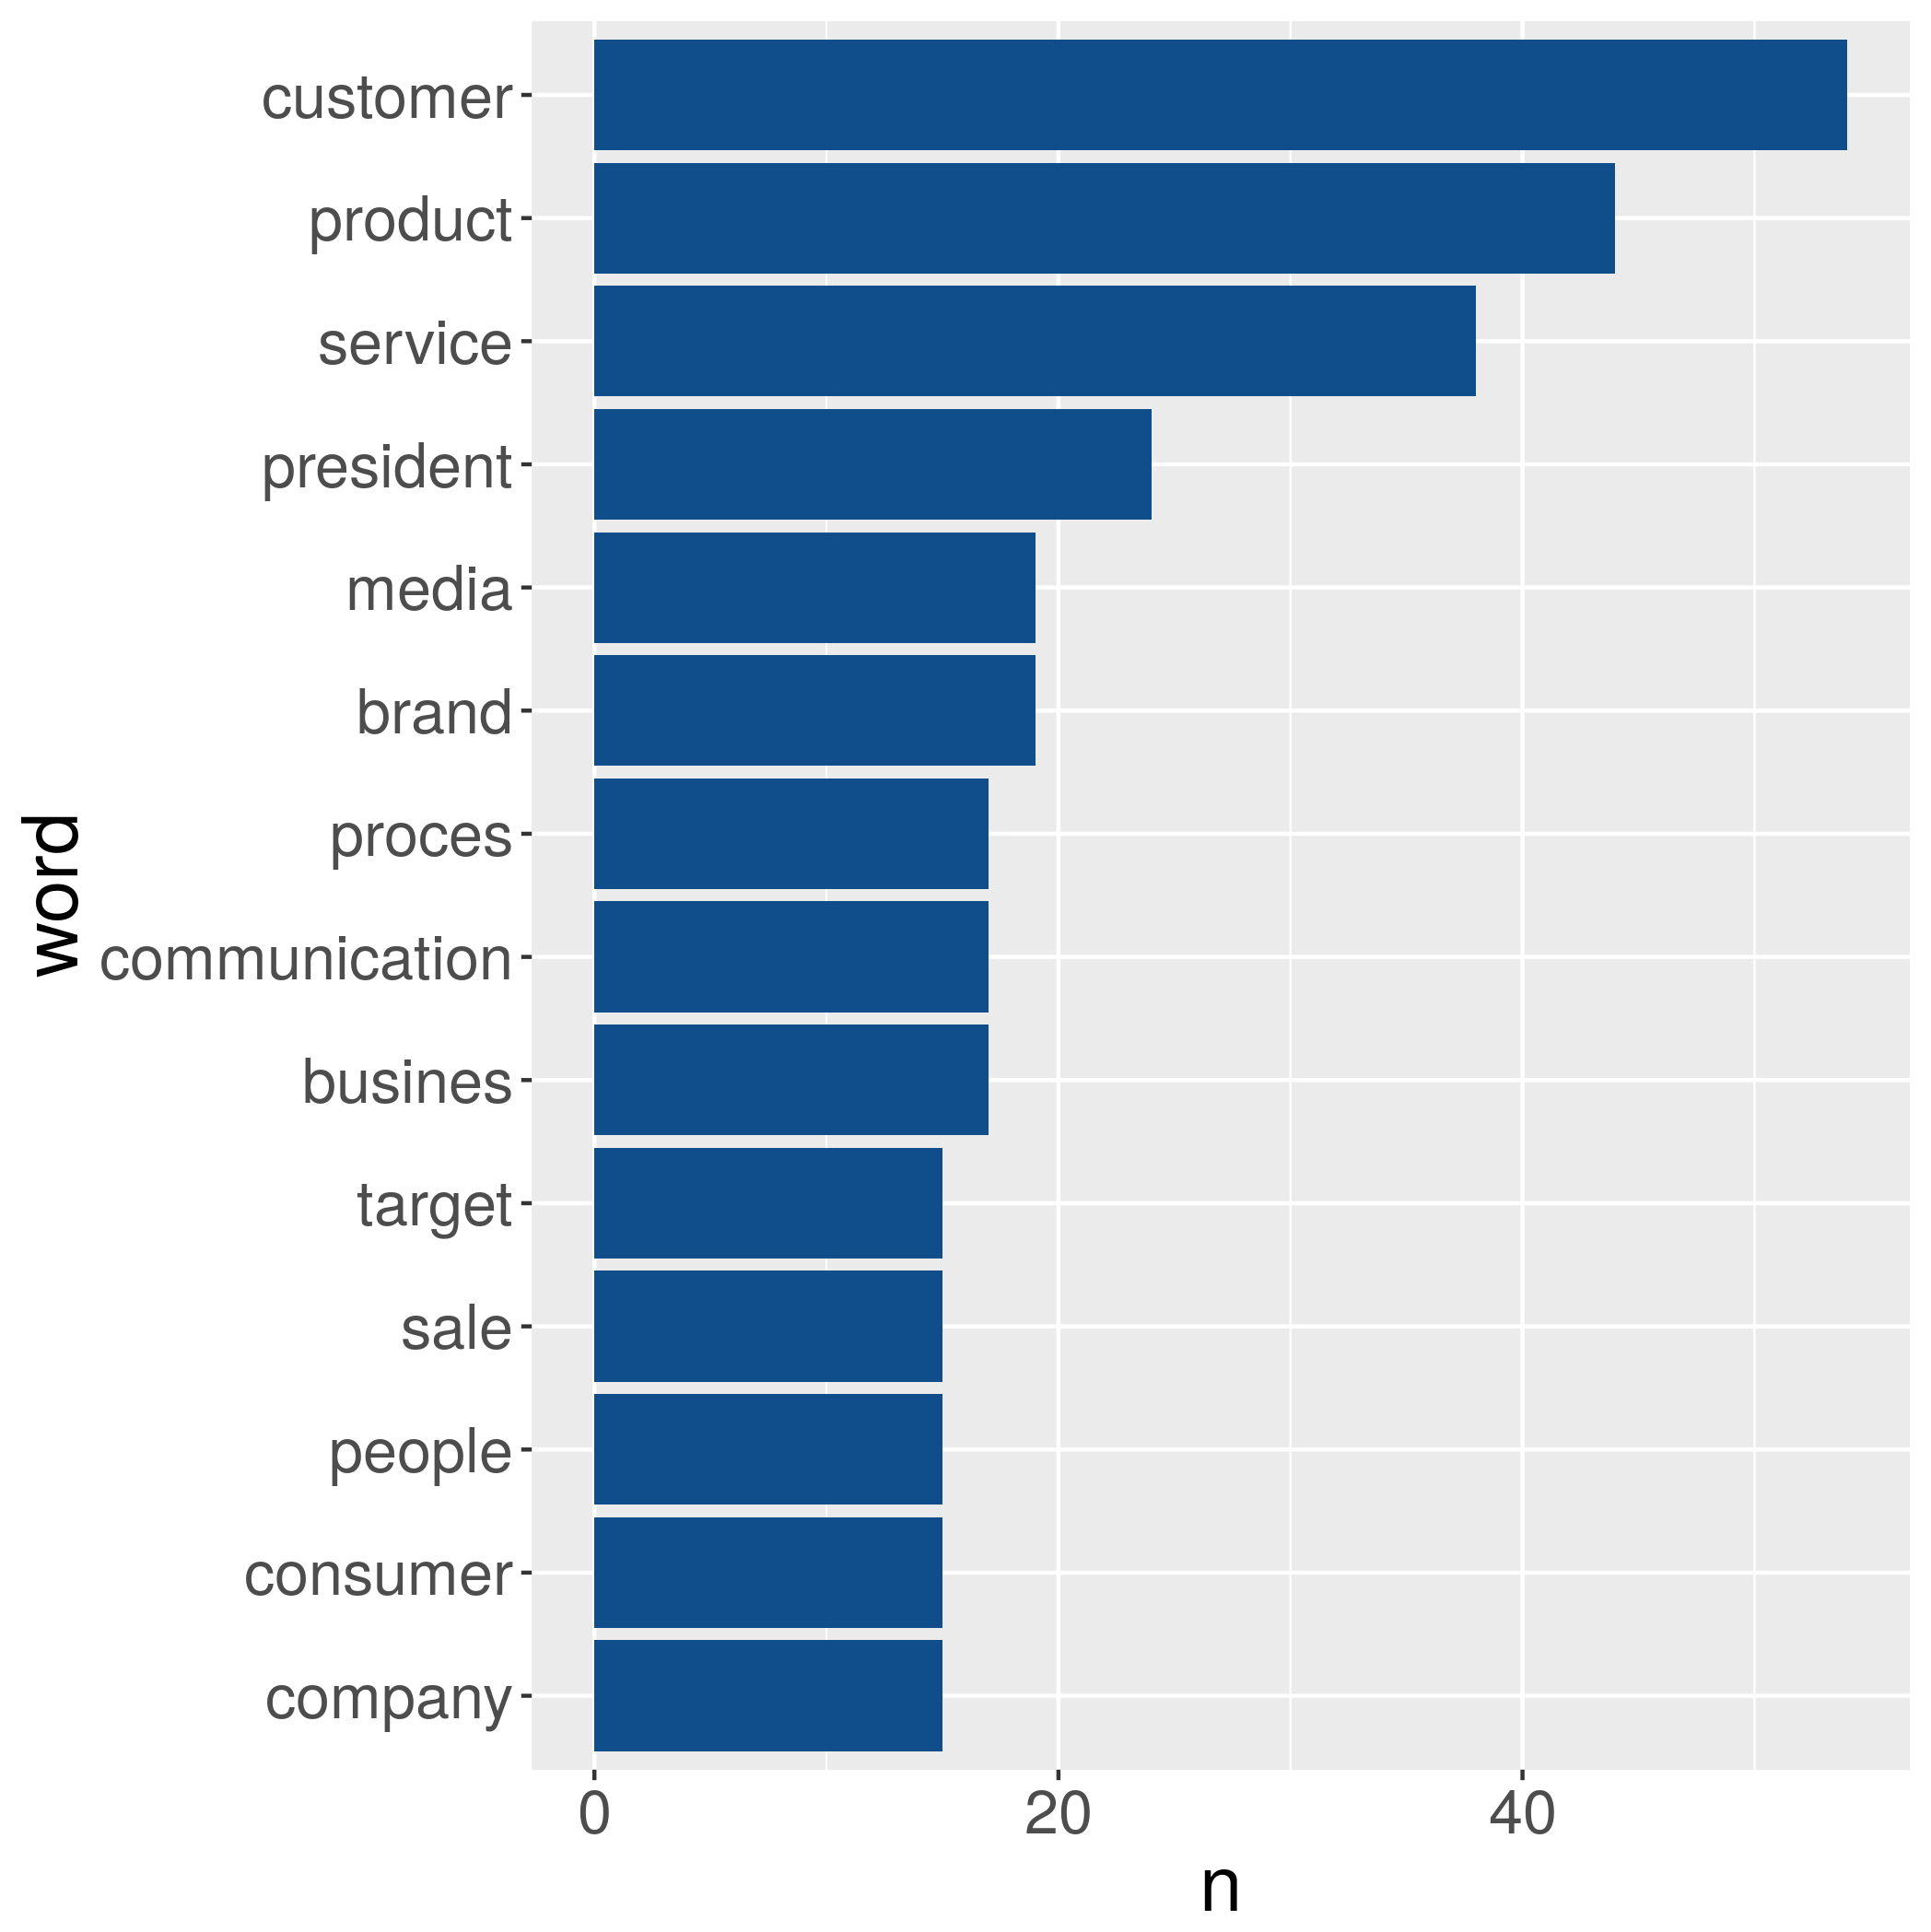 customer
product
service
president
media
brand
proces
communication
busines
target
sale
people
consumer
company
word
0 20 40
n